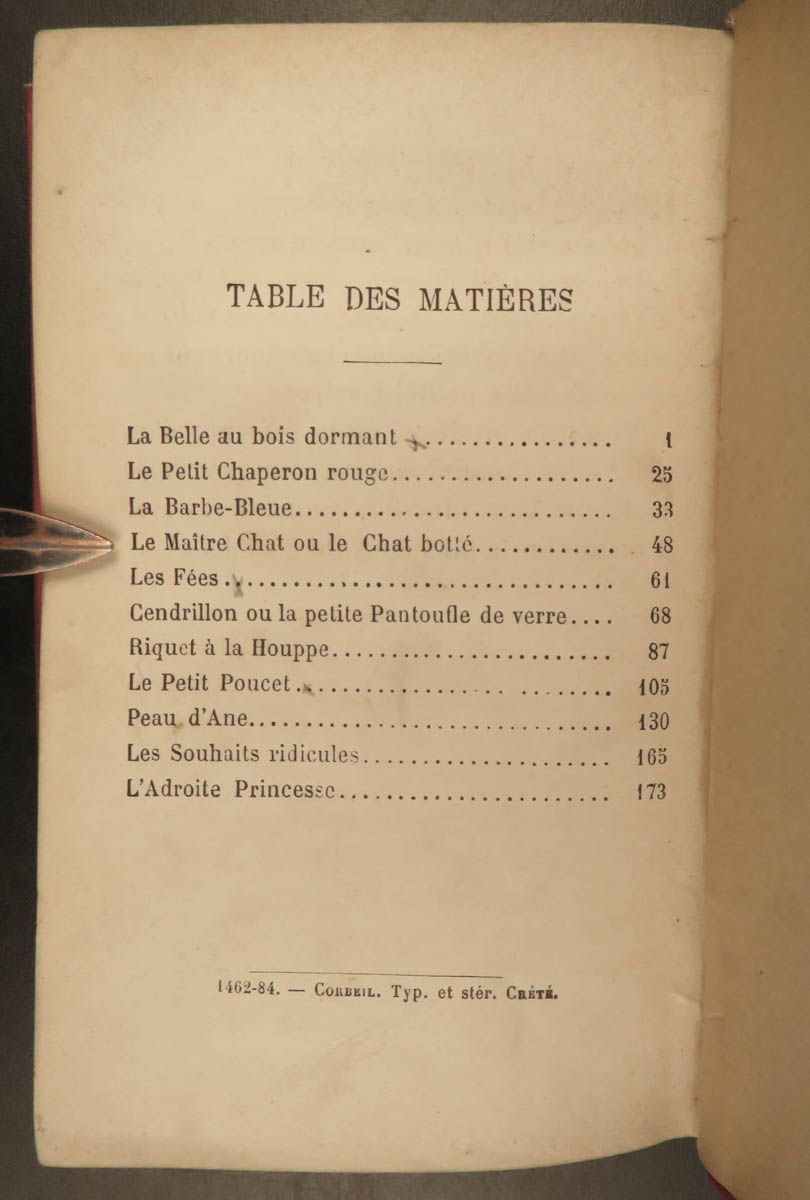 TABLE DES MATIÈRES
La Belle au bois dormant ................. 1
Le Petit Chaperon rouge.................... 25
La Barbe-Bleue............................ 33
Le Maître Chat ou le Chat botté............ 48
Les Fées ................................. 61
Cendrillon ou la petite Pantoufle de verre.... 68
Riquet à la Houppe........................ 87
Le Petit Poucet........................... 105
Peau d'Ane................................ 130
Les Souhaits ridicules..................... 165
L'Adroite Princesse........................ 173
1462-84. — CORBEIL. Typ. et stér. CRÉTÉ.